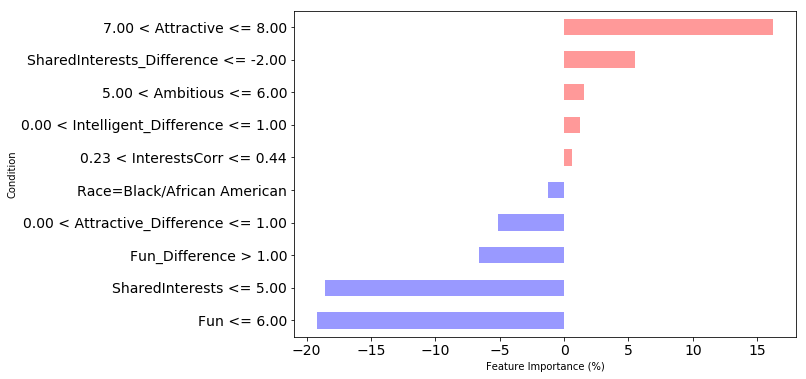 7.00 < Attractive <= 8.00
SharedInterests_Difference <= -2.00
5.00 < Ambitious <= 6.00
0.00 < Intelligent_Difference <= 1.00
0.23 < InterestsCorr <= 0.44
Race=Black/African American
0.00 < Attractive_Difference <= 1.00
Fun_Difference > 1.00
SharedInterests <= 5.00
Fun <= 6.00
Condition
−20 −15 −10 −5 0 5 10 15
Feature Importance (%)